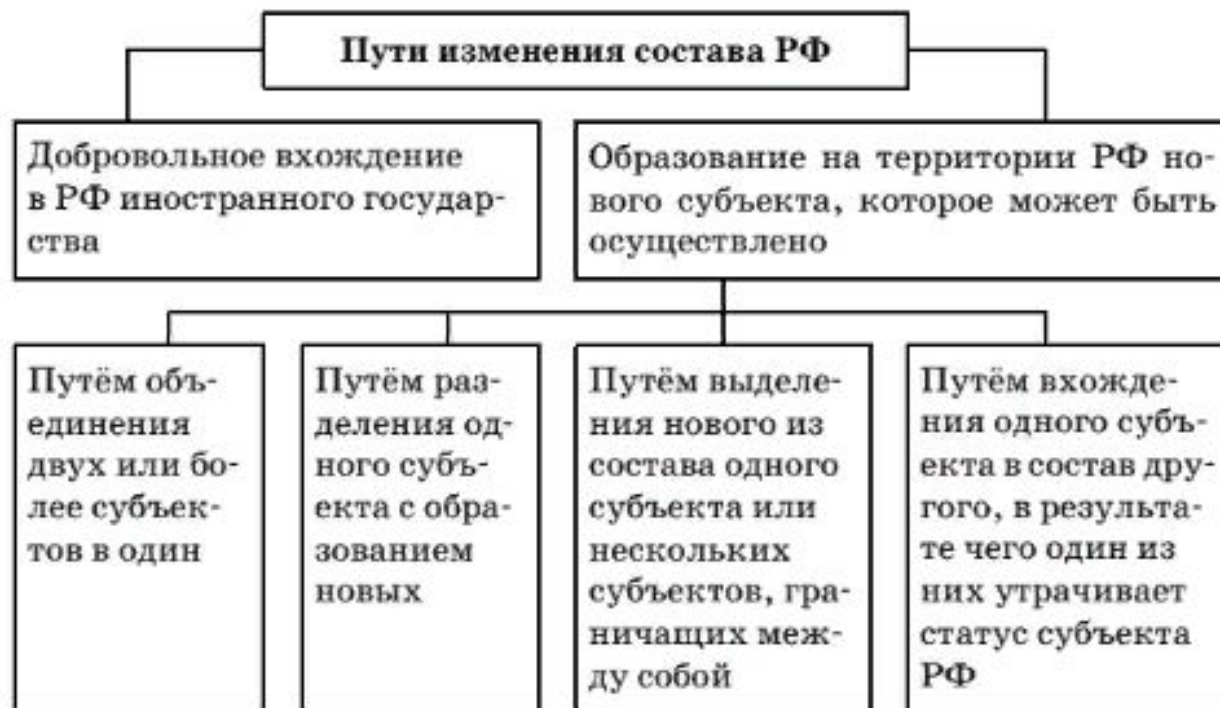 Пути изменения состава РФ
Добровольное вхождение
в РФ иностранного государ-
ства
Образование на территории РФ но-
вого субъекта, которое может быть
осуществлено
Путём объ-
единения
двух или бо-
лее субъек-
тов в один
Путём раз-
деления од-
ного субъ-
екта с обра-
зованием
новых
Путём выделе-
ния нового из
состава одного
субъекта или
нескольких
субъектов, гра-
ничащих меж-
ду собой
Путём вхожде-
ния одного субъ-
екта в состав дру-
гого, в результа-
те чего один из
них утрачивает
статус субъекта
РФ